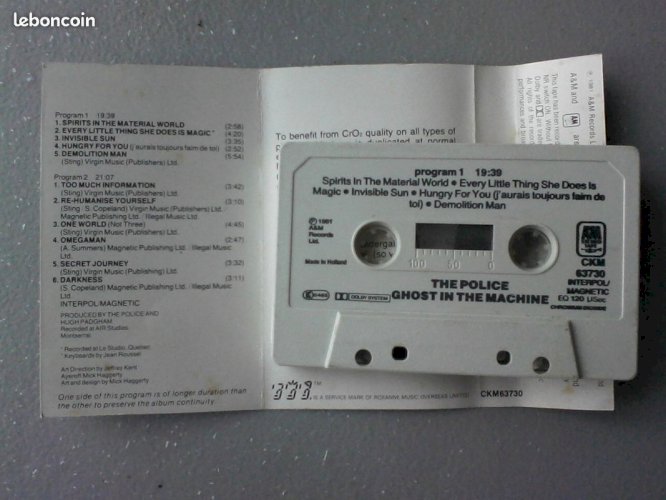 leboncoin
Program 1 19:39
1. SPIRITS IN THE MATERIAL WORLD (2:58)
2. EVERY LITTLE THING SHE DOES IS MAGIC* (4:20)
3. INVISIBLE SUN (3:35)
4. HUNGRY FOR YOU (j'aurais toujours faim de toi) (2:52)
5. DEMOLITION MAN (5:54)
(Sting) Virgin Music (Publishers) Ltd.
Program 2 21:07
1. TOO MUCH INFORMATION (3:42)
2. RE-HUMANISE YOURSELF (3:10)
(Sting · S. Copeland) Virgin Music (Publishers) Ltd.
Magnetic Publishing Ltd. / Illegal Music Ltd.
3. ONE WORLD (Not Three) (4:45)
(Sting) Virgin Music (Publishers) Ltd.
4. OMEGAMAN (2:47)
(A. Summers) Magnetic Publishing Ltd. / Illegal Music
Ltd.
5. SECRET JOURNEY (3:32)
(Sting) Virgin Music (Publishers) Ltd.
6. DARKNESS (3:11)
(S. Copeland) Magnetic Publishing Ltd. / Illegal Music
Ltd.
INTERPOL/MAGNETIC
PRODUCED BY THE POLICE AND
HUGH PADGHAM
Recorded at AIR Studios,
Montserrat
* Recorded at Le Studio, Quebec
* Keyboards by Jean Roussel
Art Direction by Jeffrey Kent
Ayeroff Mick Haggerty
Art and design by Mick Haggerty
One side of this program is of longer duration than
the other to preserve the album continuity.
To benefit from CrO₂ quality on all types of
duplicated at normal
A&M and
program 1 19:39
Spirits In The Material World • Every Little Thing She Does Is
Magic • Invisible Sun • Hungry For You (j'aurais toujours faim de
toi) • Demolition Man
℗ 1981
A&M
Records
Ltd.
Made in Holland
100 50 0
A&M
RECORDS
CKM
63730
INTERPOL/
MAGNETIC
EQ 120 µSec
CHROMIUM DIOXIDE
DOLBY SYSTEM
THE POLICE
GHOST IN THE MACHINE
IS A SERVICE MARK OF ROXANNE MUSIC OVERSEAS LIMITED CKM63730